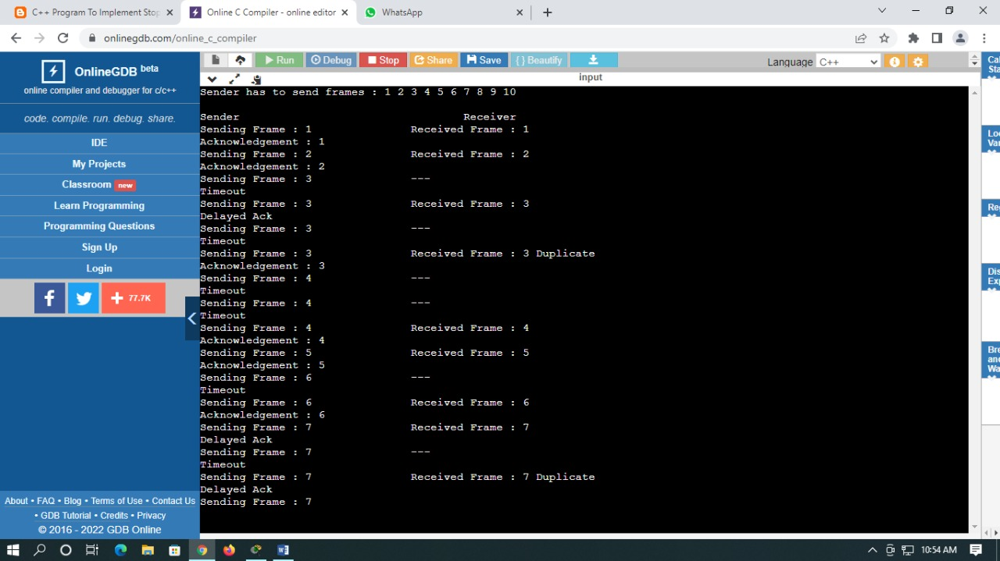 C++ Program To Implement Stop
Online C Compiler - online editor
WhatsApp
onlinegdb.com/online_c_compiler
OnlineGDB beta
online compiler and debugger for c/c++
code. compile. run. debug. share.
IDE
My Projects
Classroom new
Learn Programming
Programming Questions
Sign Up
Login
77.7K
About • FAQ • Blog • Terms of Use • Contact Us
• GDB Tutorial • Credits • Privacy
© 2016 - 2022 GDB Online
Run Debug Stop Share Save {} Beautify
Language C++
input
Sender has to send frames : 1 2 3 4 5 6 7 8 9 10
Sender Receiver
Sending Frame : 1 Received Frame : 1
Acknowledgement : 1
Sending Frame : 2 Received Frame : 2
Acknowledgement : 2
Sending Frame : 3 ---
Timeout
Sending Frame : 3 Received Frame : 3
Delayed Ack
Sending Frame : 3 ---
Timeout
Sending Frame : 3 Received Frame : 3 Duplicate
Acknowledgement : 3
Sending Frame : 4 ---
Timeout
Sending Frame : 4 ---
Timeout
Sending Frame : 4 Received Frame : 4
Acknowledgement : 4
Sending Frame : 5 Received Frame : 5
Acknowledgement : 5
Sending Frame : 6 ---
Timeout
Sending Frame : 6 Received Frame : 6
Acknowledgement : 6
Sending Frame : 7 Received Frame : 7
Delayed Ack
Sending Frame : 7 ---
Timeout
Sending Frame : 7 Received Frame : 7 Duplicate
Delayed Ack
Sending Frame : 7
10:54 AM